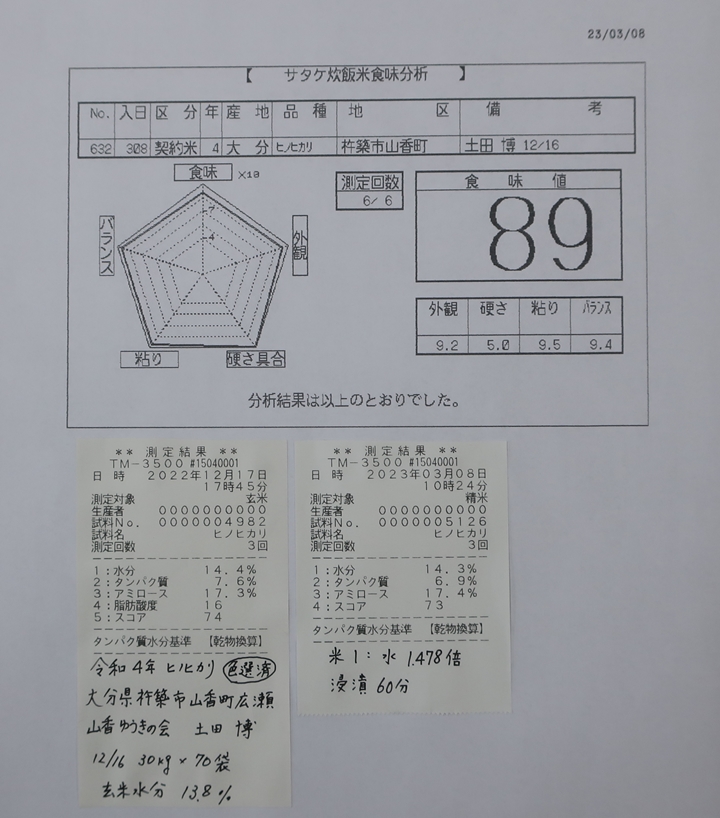 23/03/08
【 サタケ炊飯米食味分析 】
No. 入日 区分 年 産地 品種 地区 備考
632 308 契約米 4 大分 ヒノヒカリ 杵築市山香町 土田 博 12/16
食味 ×10
7
4
バランス
外観
粘り
硬さ具合
測定回数
6/ 6
食味値
89
外観 硬さ 粘り バランス
9.2 5.0 9.5 9.4
分析結果は以上のとおりでした。
** 測定結果 **
TM-3500 #15040001
日 時 2022年12月17日
17時45分
測定対象 玄米
生産者 0000000000
試料No. 0000004982
試料名 ヒノヒカリ
測定回数 3回
1:水分 14.4%
2:タンパク質 7.6%
3:アミロース 17.3%
4:脂肪酸度 16
5:スコア 74
タンパク質水分基準 【乾物換算】
令和4年 ヒノヒカリ 色選済
大分県杵築市山香町広瀬
山香ゆうきの会 土田 博
12/16 30kg × 70袋
玄米水分 13.8%
** 測定結果 **
TM-3500 #15040001
日 時 2023年03月08日
10時24分
測定対象 精米
生産者 0000000000
試料No. 0000005126
試料名 ヒノヒカリ
測定回数 3回
1:水分 14.3%
2:タンパク質 6.9%
3:アミロース 17.4%
4:スコア 73
タンパク質水分基準 【乾物換算】
米1:水 1.478倍
浸漬 60分